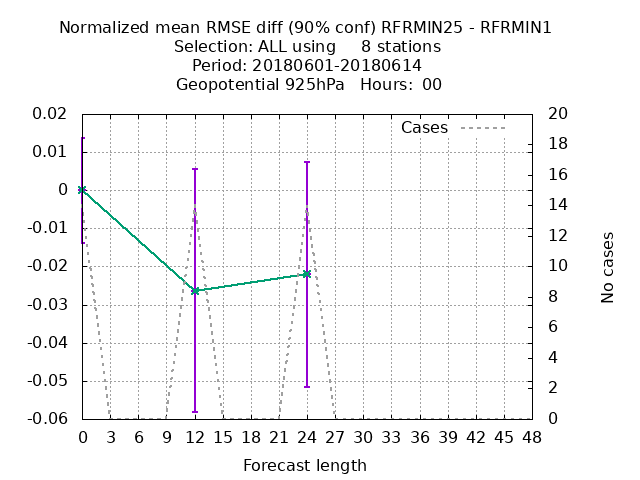 Normalized mean RMSE diff (90% conf) RFRMIN25 - RFRMIN1
Selection: ALL using 8 stations
Period: 20180601-20180614
Geopotential 925hPa Hours: 00
Cases
0.02
0.01
0
-0.01
-0.02
-0.03
-0.04
-0.05
-0.06
20
18
16
14
12
10
8
6
4
2
0
No cases
0 3 6 9 12 15 18 21 24 27 30 33 36 39 42 45 48
Forecast length